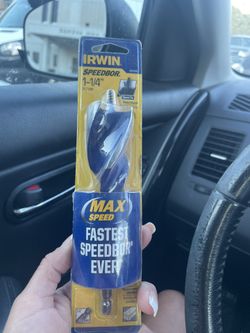 IRWIN
SPEEDBOR
1-1/4"
MAX
SPEED
FASTEST
SPEEDBOR
EVER